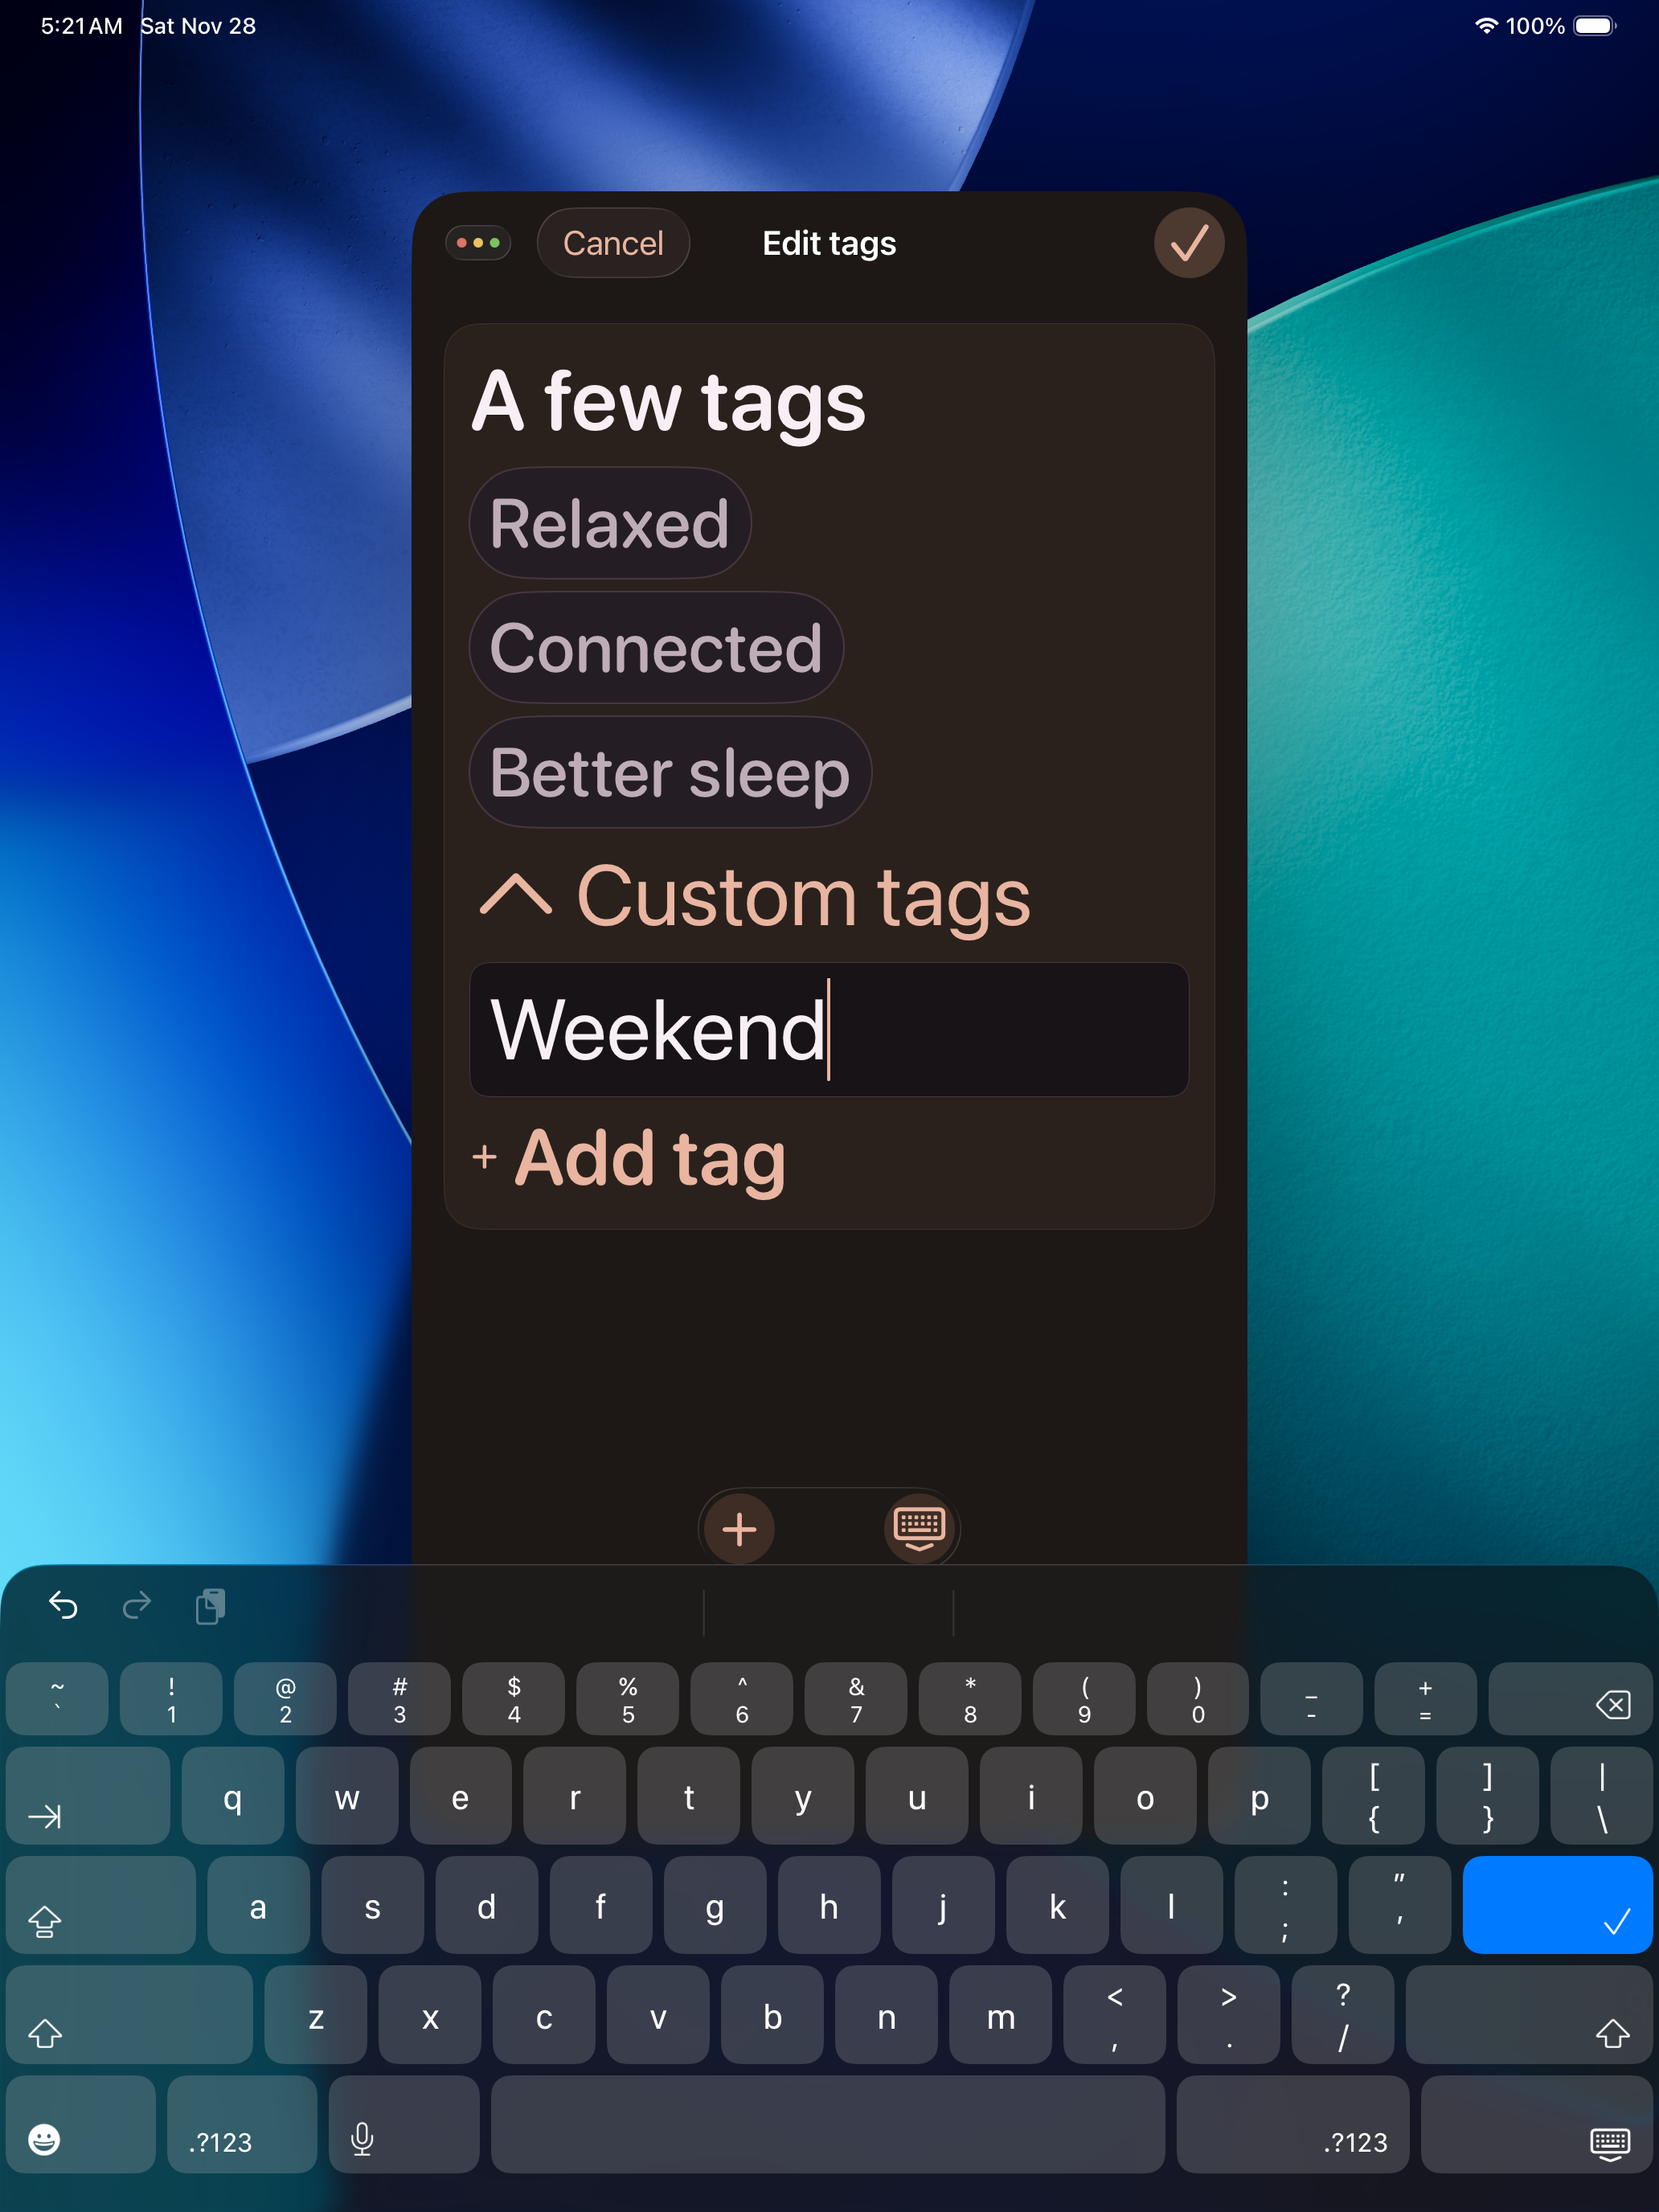 5:21 AM Sat Nov 28
100%
Cancel
Edit tags
A few tags
Relaxed
Connected
Better sleep
Custom tags
Weekend
+ Add tag
~ ! @ # $ % ^ & * ( ) _ +
` 1 2 3 4 5 6 7 8 9 0 - =
q w e r t y u i o p [ ] |
{ } \
a s d f g h j k l : "
; '
z x c v b n m < > ?
, . /
.?123 .?123